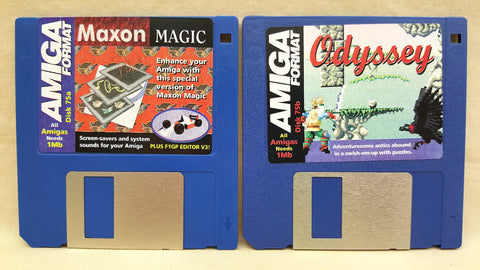 AMIGA
FORMAT
Disk 75a
All
Amigas
Needs
1Mb
Maxon MAGIC
Enhance your
Amiga with
this special
version of
Maxon Magic
Screen-savers and system
sounds for your Amiga
PLUS F1GP EDITOR V3!
AMIGA
FORMAT
Disk 75b
All
Amigas
Needs
1Mb
Odyssey
Adventuresome antics abound
in a swish-em-up with puzzles.